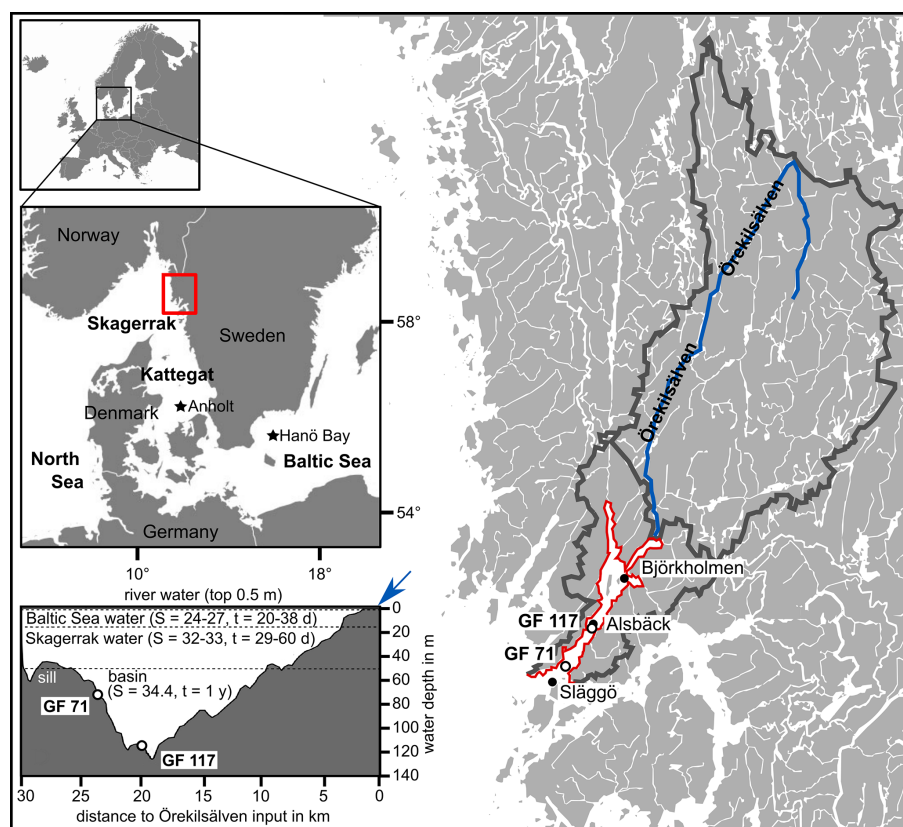 Norway
Skagerrak
Sweden
Kattegat
Denmark
Anholt
Hanö Bay
North
Sea
Baltic Sea
Germany
58°
54°
10°
18°
river water (top 0.5 m)
Baltic Sea water (S = 24-27, t = 20-38 d)
Skagerrak water (S = 32-33, t = 29-60 d)
sill
basin
(S = 34.4, t = 1 y)
GF 71
GF 117
0
20
40
60
80
100
120
140
water depth in m
30
25
20
15
10
5
0
distance to Örekilsälven input in km
Örekilsälven
Örekilsälven
Björkholmen
GF 117
Alsbäck
GF 71
Släggö